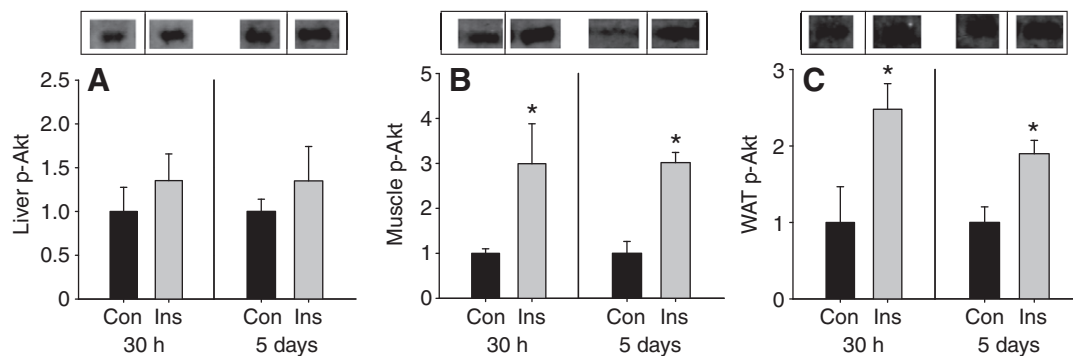 A
Liver p-Akt
2.5
2.0
1.5
1.0
0.5
0
Con Ins Con Ins
30 h 5 days
B
Muscle p-Akt
5
4
3
2
1
0
* *
Con Ins Con Ins
30 h 5 days
C
WAT p-Akt
3
2
1
0
* *
Con Ins Con Ins
30 h 5 days